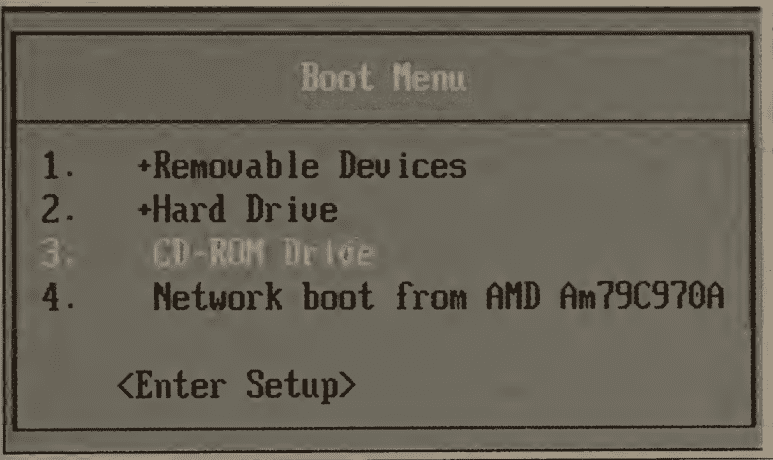 Boot Menu
1. +Removable Devices
2. +Hard Drive
3. CD-ROM Drive
4. Network boot from AMD Am79C970A
<Enter Setup>